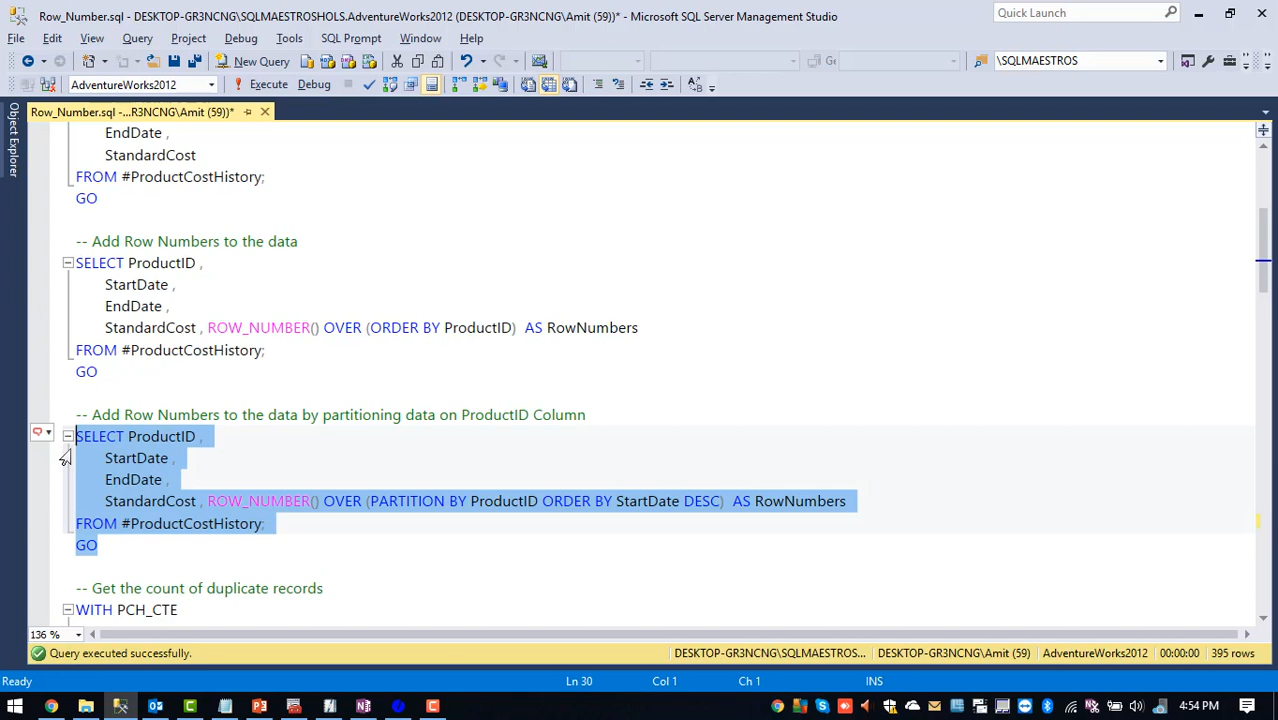 Row_Number.sql - DESKTOP-GR3NCNG\SQLMAESTROSHOLS.AdventureWorks2012 (DESKTOP-GR3NCNG\Amit (59))* - Microsoft SQL Server Management Studio
Quick Launch
File Edit View Query Project Debug Tools SQL Prompt Window Help
New Query
\SQLMAESTROS
AdventureWorks2012
Execute Debug
Row_Number.sql -...R3NCNG\Amit (59))*
Object Explorer
EndDate ,
StandardCost
FROM #ProductCostHistory;
GO
-- Add Row Numbers to the data
SELECT ProductID ,
StartDate ,
EndDate ,
StandardCost , ROW_NUMBER() OVER (ORDER BY ProductID) AS RowNumbers
FROM #ProductCostHistory;
GO
-- Add Row Numbers to the data by partitioning data on ProductID Column
SELECT ProductID ,
StartDate ,
EndDate ,
StandardCost , ROW_NUMBER() OVER (PARTITION BY ProductID ORDER BY StartDate DESC) AS RowNumbers
FROM #ProductCostHistory;
GO
-- Get the count of duplicate records
WITH PCH_CTE
136 %
Query executed successfully.
DESKTOP-GR3NCNG\SQLMAESTROS... DESKTOP-GR3NCNG\Amit (59) AdventureWorks2012 00:00:00 395 rows
Ready
Ln 30 Col 1 Ch 1 INS
4:54 PM